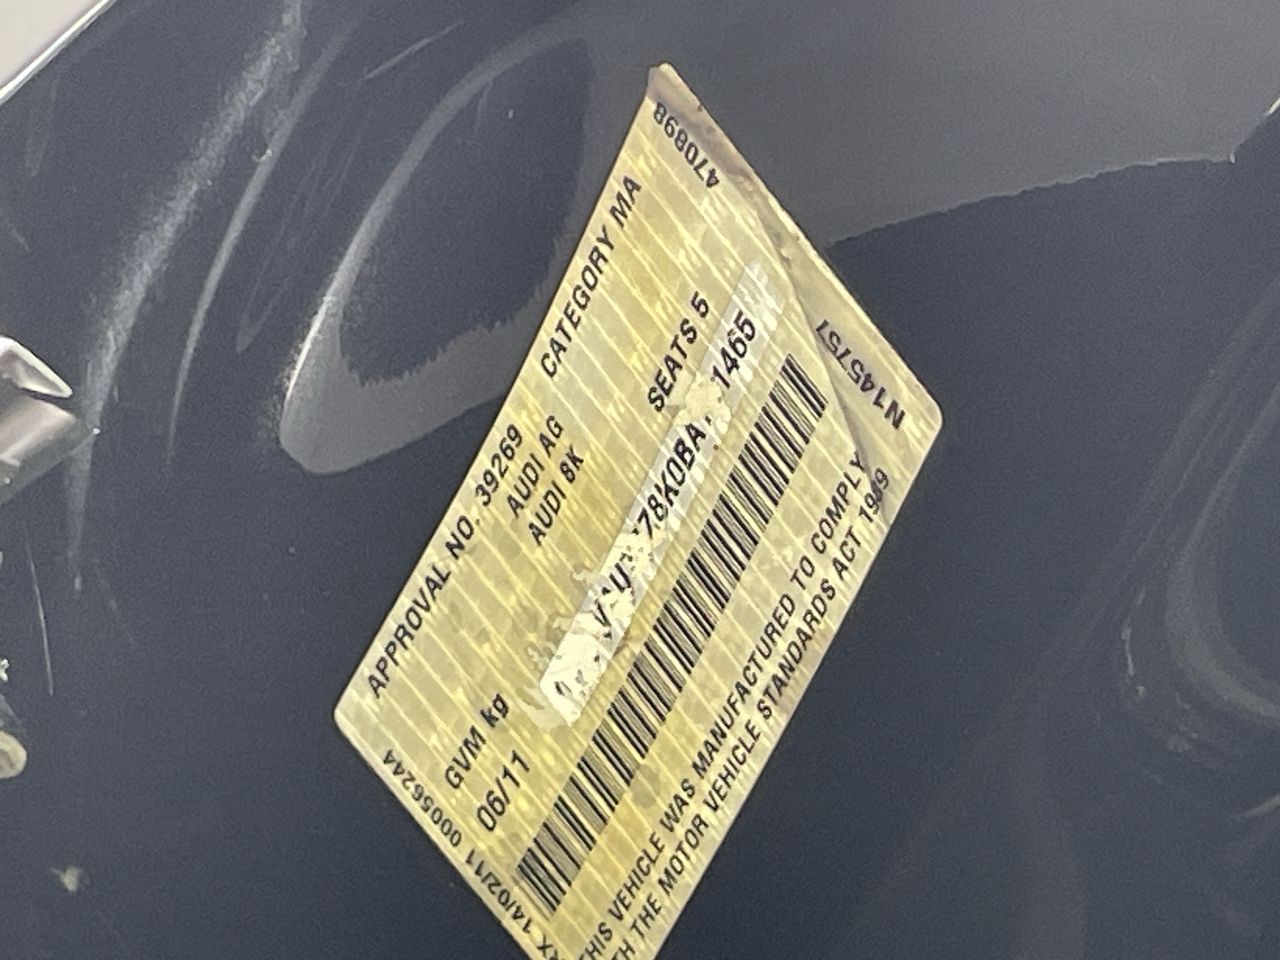 APPROVAL NO. 39269 CATEGORY MA
AUDI AG
AUDI 8K SEATS 5
GVM kg
06/11
78K0BA 1465
THIS VEHICLE WAS MANUFACTURED TO COMPLY
THE MOTOR VEHICLE STANDARDS ACT 1989
RX 14/02/11 00056244
470898
N145757